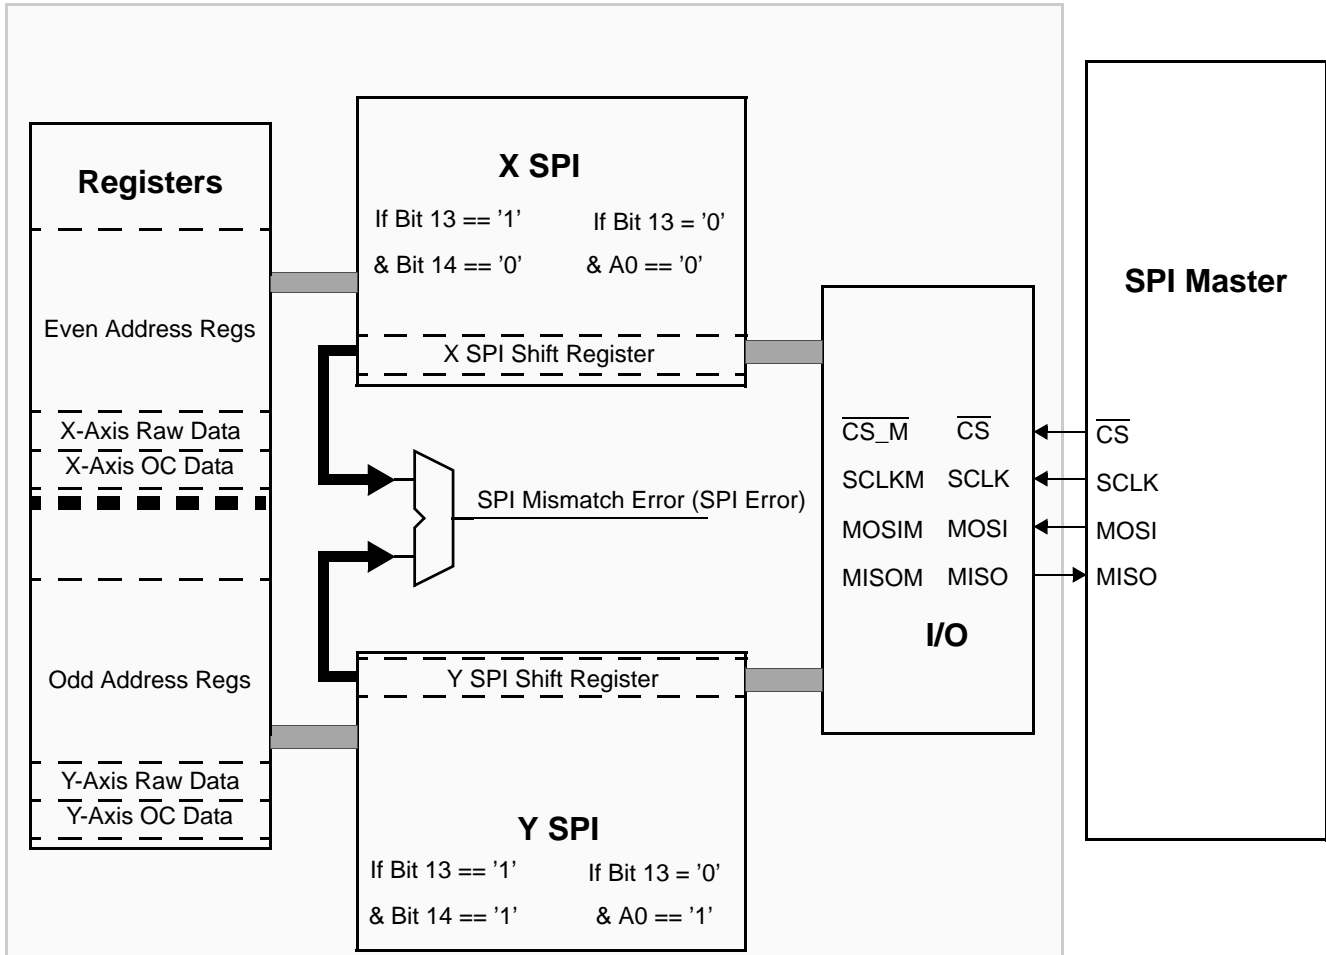 Registers
Even Address Regs
X-Axis Raw Data
X-Axis OC Data
Odd Address Regs
Y-Axis Raw Data
Y-Axis OC Data
X SPI
If Bit 13 == ’1’ If Bit 13 = ’0’
& Bit 14 == ’0’ & A0 == ’0’
X SPI Shift Register
SPI Mismatch Error (SPI Error)
Y SPI Shift Register
Y SPI
If Bit 13 == ’1’ If Bit 13 = ’0’
& Bit 14 == ’1’ & A0 == ’1’
CS_M CS
SCLKM SCLK
MOSIM MOSI
MISOM MISO
I/O
SPI Master
CS
SCLK
MOSI
MISO